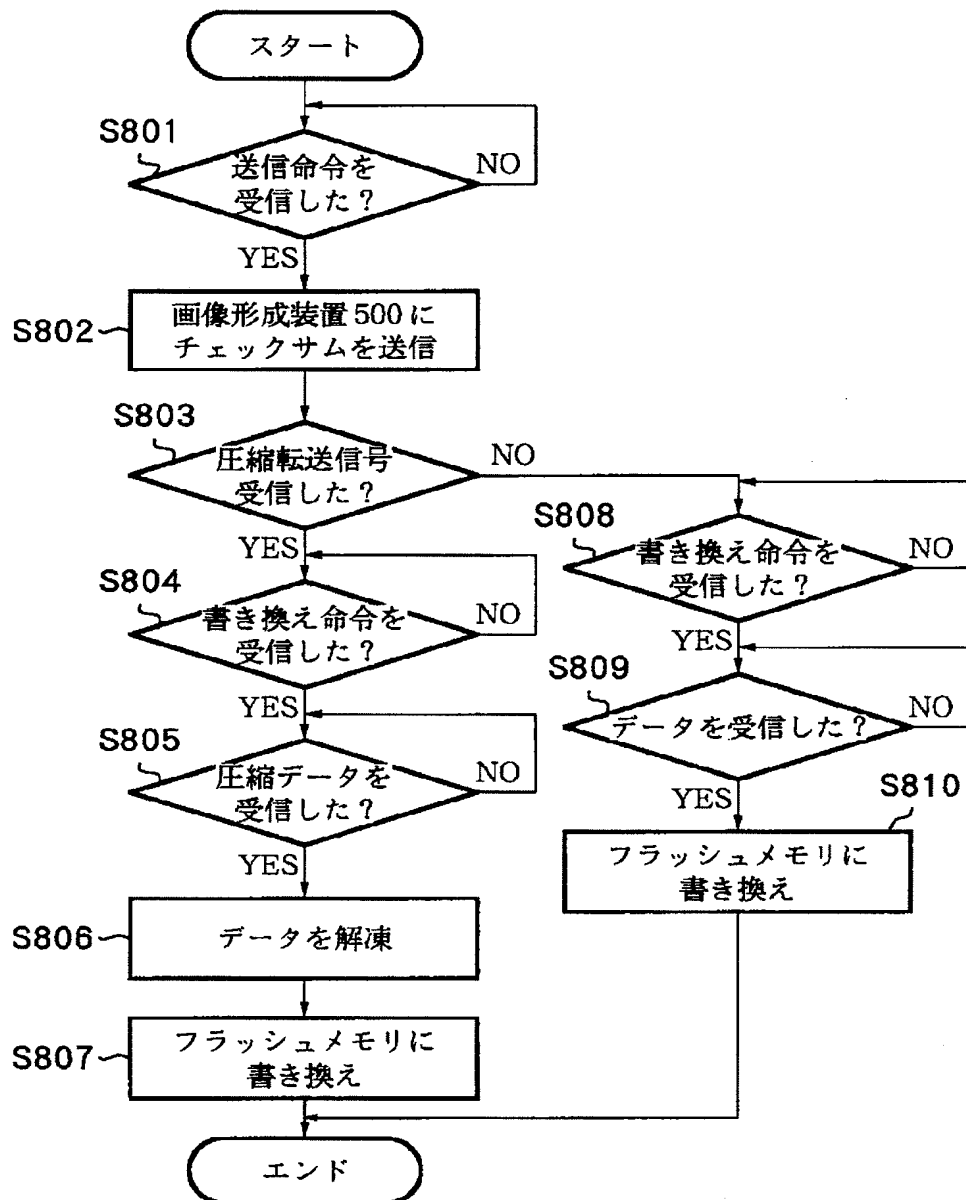 スタート
S801
送信命令を
受信した？
NO
YES
S802
画像形成装置500に
チェックサムを送信
S803
圧縮転送信号
受信した？
NO
YES
S804
書き換え命令を
受信した？
NO
YES
S805
圧縮データを
受信した？
NO
YES
S806
データを解凍
S807
フラッシュメモリに
書き換え
S808
書き換え命令を
受信した？
NO
YES
S809
データを受信した？
NO
YES
S810
フラッシュメモリに
書き換え
エンド